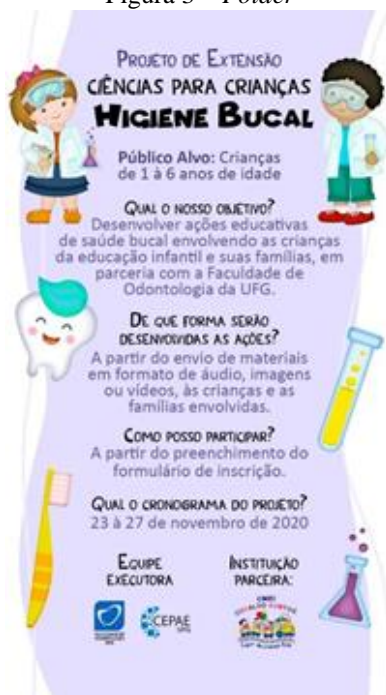 Figura 3 – Folder
PROJETO DE EXTENSÃO
CIÊNCIAS PARA CRIANÇAS
HIGIENE BUCAL
Público Alvo: Crianças
de 1 à 6 anos de idade
QUAL O NOSSO OBJETIVO?
Desenvolver ações educativas
de saúde bucal envolvendo as crianças
da educação infantil e suas famílias, em
parceria com a Faculdade de
Odontologia da UFG.
DE QUE FORMA SERÃO
DESENVOLVIDAS AS AÇÕES?
A partir do envio de materiais
em formato de áudio, imagens
ou vídeos, às crianças e as
famílias envolvidas.
COMO POSSO PARTICIPAR?
A partir do preenchimento do
formulário de inscrição.
QUAL O CRONOGRAMA DO PROJETO?
23 à 27 de novembro de 2020
EQUIPE
EXECUTORA
INSTITUIÇÃO
PARCEIRA:
CEPAE
UFG
CMEI